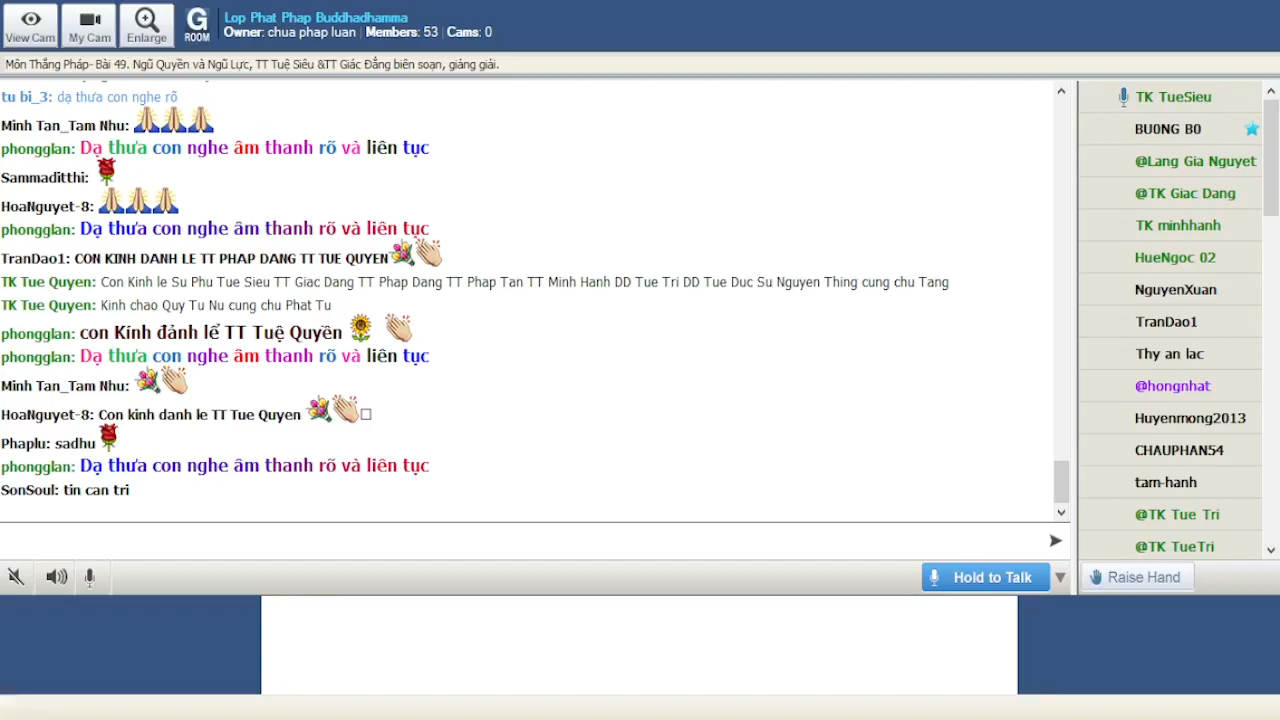 View Cam
My Cam
Enlarge
G
ROOM
Lop Phat Phap Buddhadhamma
Owner: chua phap luan Members: 53 Cams: 0
Môn Thắng Pháp- Bài 49. Ngũ Quyền và Ngũ Lực, TT Tuệ Siêu &TT Giác Đẳng biên soạn, giảng giải.
tu bi_3: dạ thưa con nghe rõ
Minh Tan_Tam Nhu:
phongglan: Dạ thưa con nghe âm thanh rõ và liên tục
Sammaditthi:
HoaNguyet-8:
phongglan: Dạ thưa con nghe âm thanh rõ và liên tục
TranDao1: CON KINH DANH LE TT PHAP DANG TT TUE QUYEN
TK Tue Quyen: Con Kinh le Su Phu Tue Sieu TT Giac Dang TT Phap Dang TT Phap Tan TT Minh Hanh DD Tue Tri DD Tue Duc Su Nguyen Thing cung chu Tang
TK Tue Quyen: Kinh chao Quy Tu Nu cung chu Phat Tu
phongglan: con Kính đảnh lể TT Tuệ Quyền
phongglan: Dạ thưa con nghe âm thanh rõ và liên tục
Minh Tan_Tam Nhu:
HoaNguyet-8: Con kinh danh le TT Tue Quyen
Phaplu: sadhu
phongglan: Dạ thưa con nghe âm thanh rõ và liên tục
SonSoul: tin can tri
TK TueSieu
BU0NG B0
@Lang Gia Nguyet
@TK Giac Dang
TK minhhanh
HueNgoc 02
NguyenXuan
TranDao1
Thy an lac
@hongnhat
Huyenmong2013
CHAUPHAN54
tam-hanh
@TK Tue Tri
@TK TueTri
Hold to Talk
Raise Hand